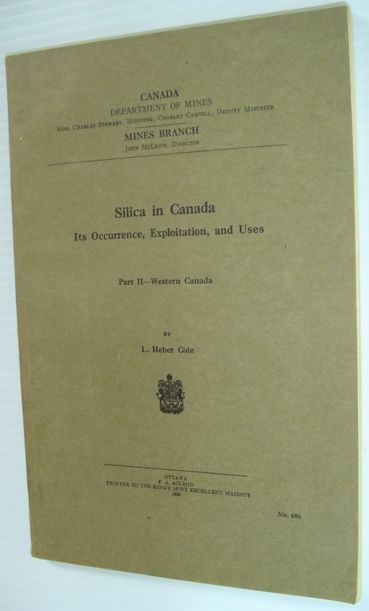 CANADA
DEPARTMENT OF MINES
Hon. Charles Stewart, Minister; Charles Camsell, Deputy Minister
MINES BRANCH
John McLeish, Director
Silica in Canada
Its Occurrence, Exploitation, and Uses
Part II—Western Canada
BY
L. Heber Cole
OTTAWA
F. A. ACLAND
PRINTER TO THE KING'S MOST EXCELLENT MAJESTY
No. 686